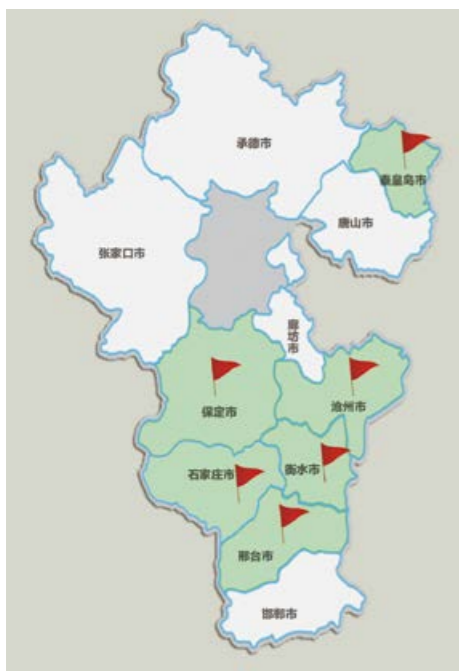 承德市
秦皇岛市
唐山市
张家口市
廊坊市
保定市
沧州市
石家庄市
衡水市
邢台市
邯郸市